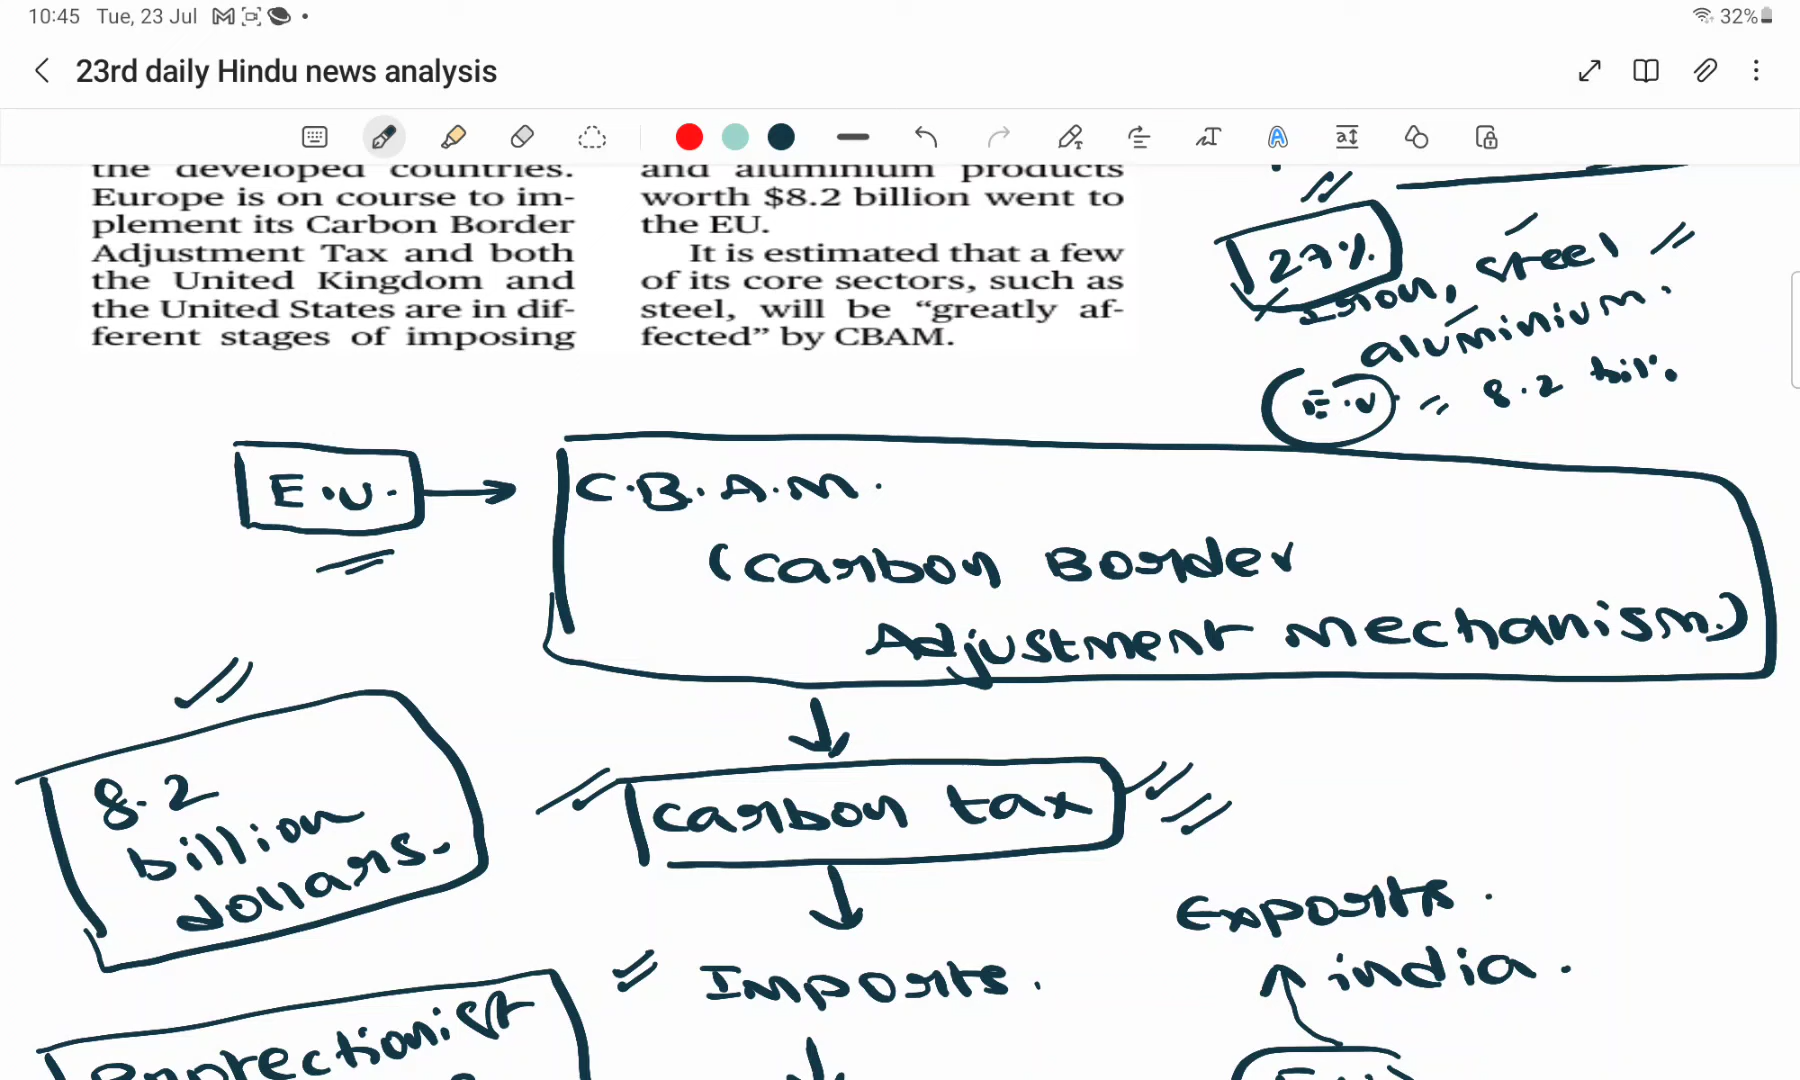 10:45 Tue, 23 Jul
32%
23rd daily Hindu news analysis
the developed countries.
Europe is on course to im-
plement its Carbon Border
Adjustment Tax and both
the United Kingdom and
the United States are in dif-
ferent stages of imposing
and aluminium products
worth $8.2 billion went to
the EU.
It is estimated that a few
of its core sectors, such as
steel, will be “greatly af-
fected” by CBAM.
27%.
Iron, steel
aluminium.
E.U = 8.2 bil.
E.U.
C.B.A.M.
(Carbon Border
Adjustment Mechanism.)
8.2
billion
dollars.
carbon tax
Imports.
Exports.
india.
Protectionist